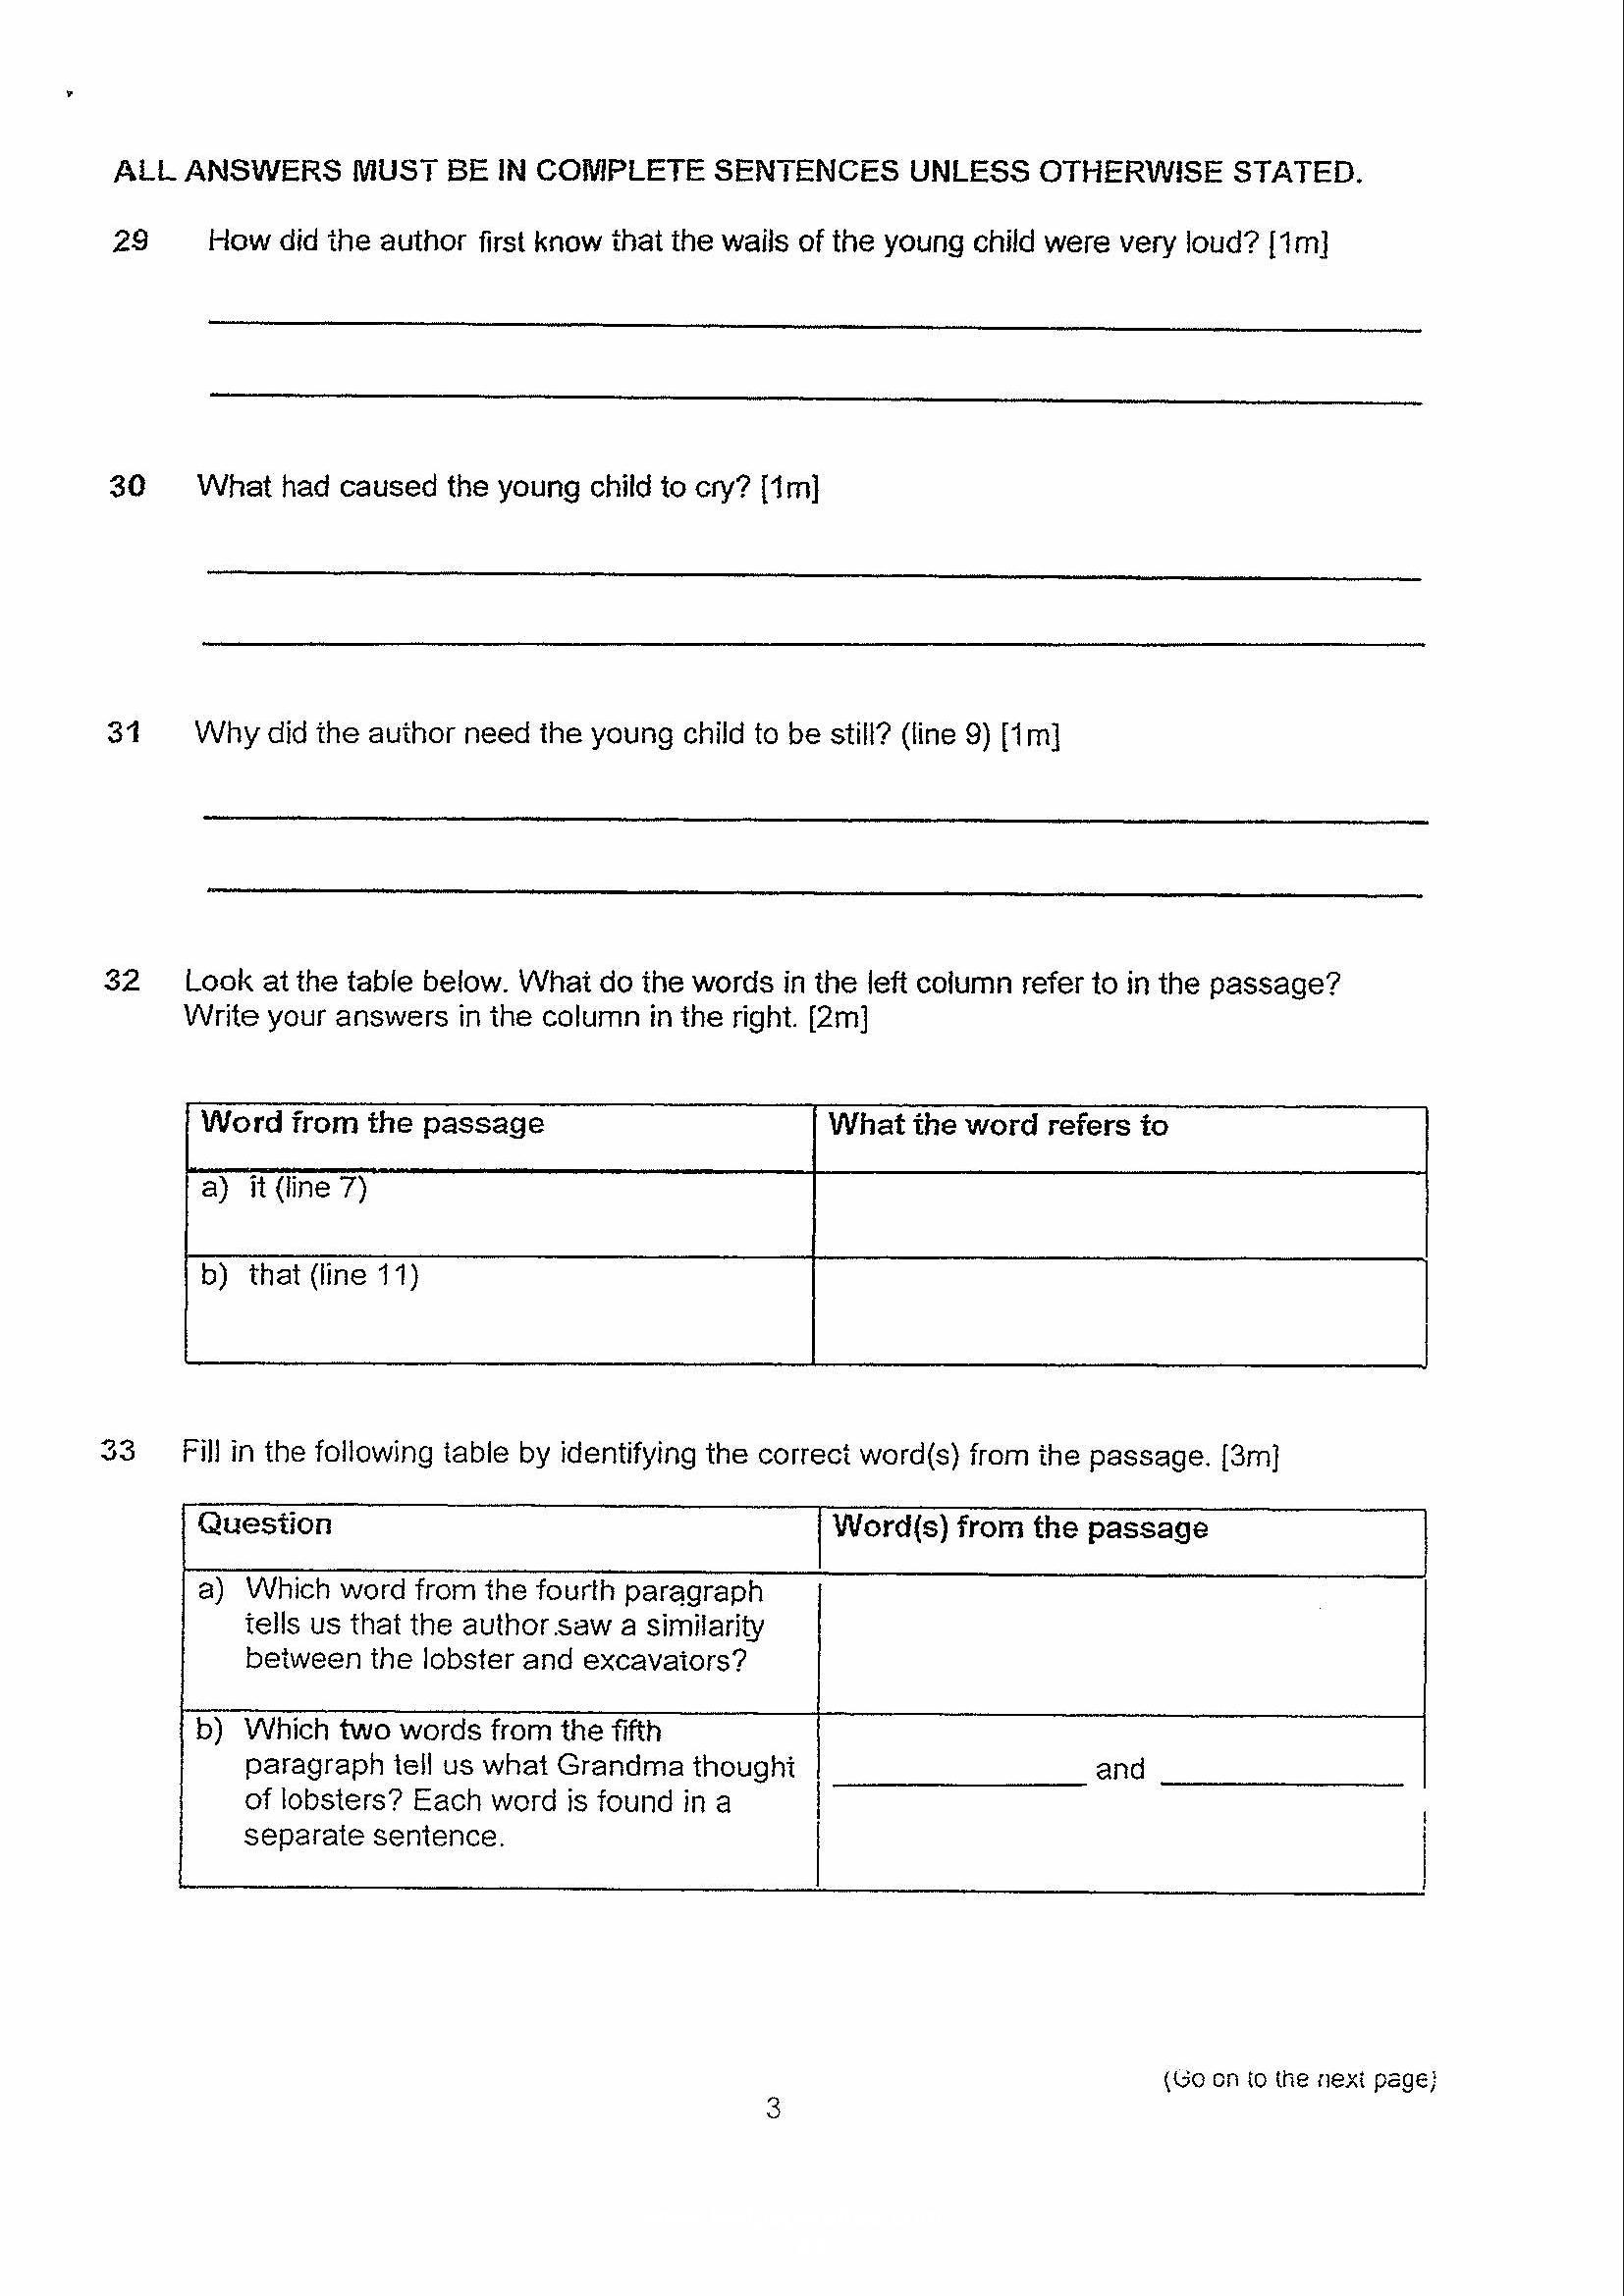 ALL ANSWERS MUST BE IN COMPLETE SENTENCES UNLESS OTHERWISE STATED.
29 How did the author first know that the wails of the young child were very loud? [1m]
30 What had caused the young child to cry? [1m]
31 Why did the author need the young child to be still? (line 9) [1m]
32 Look at the table below. What do the words in the left column refer to in the passage?
Write your answers in the column in the right. [2m]
Word from the passage What the word refers to
a) it (line 7)
b) that (line 11)
33 Fill in the following table by identifying the correct word(s) from the passage. [3m]
Question Word(s) from the passage
a) Which word from the fourth paragraph
tells us that the author saw a similarity
between the lobster and excavators?
b) Which two words from the fifth
paragraph tell us what Grandma thought
of lobsters? Each word is found in a
separate sentence.
and
(Go on to the next page)
3